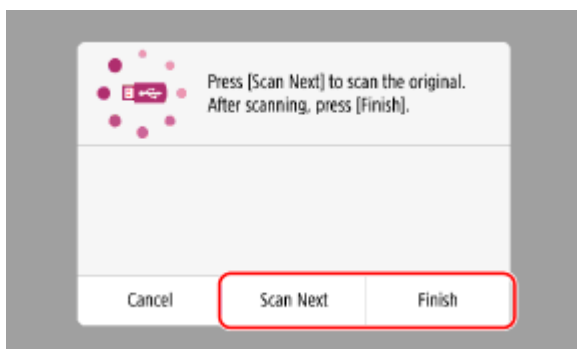 Press [Scan Next] to scan the original.
After scanning, press [Finish].
Cancel
Scan Next
Finish